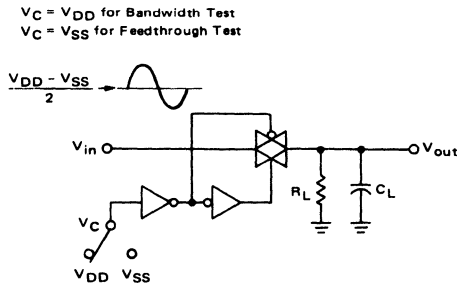 VC = VDD for Bandwidth Test
VC = VSS for Feedthrough Test
VDD - VSS
2
Vin
Vout
RL
CL
VC
VDD
VSS